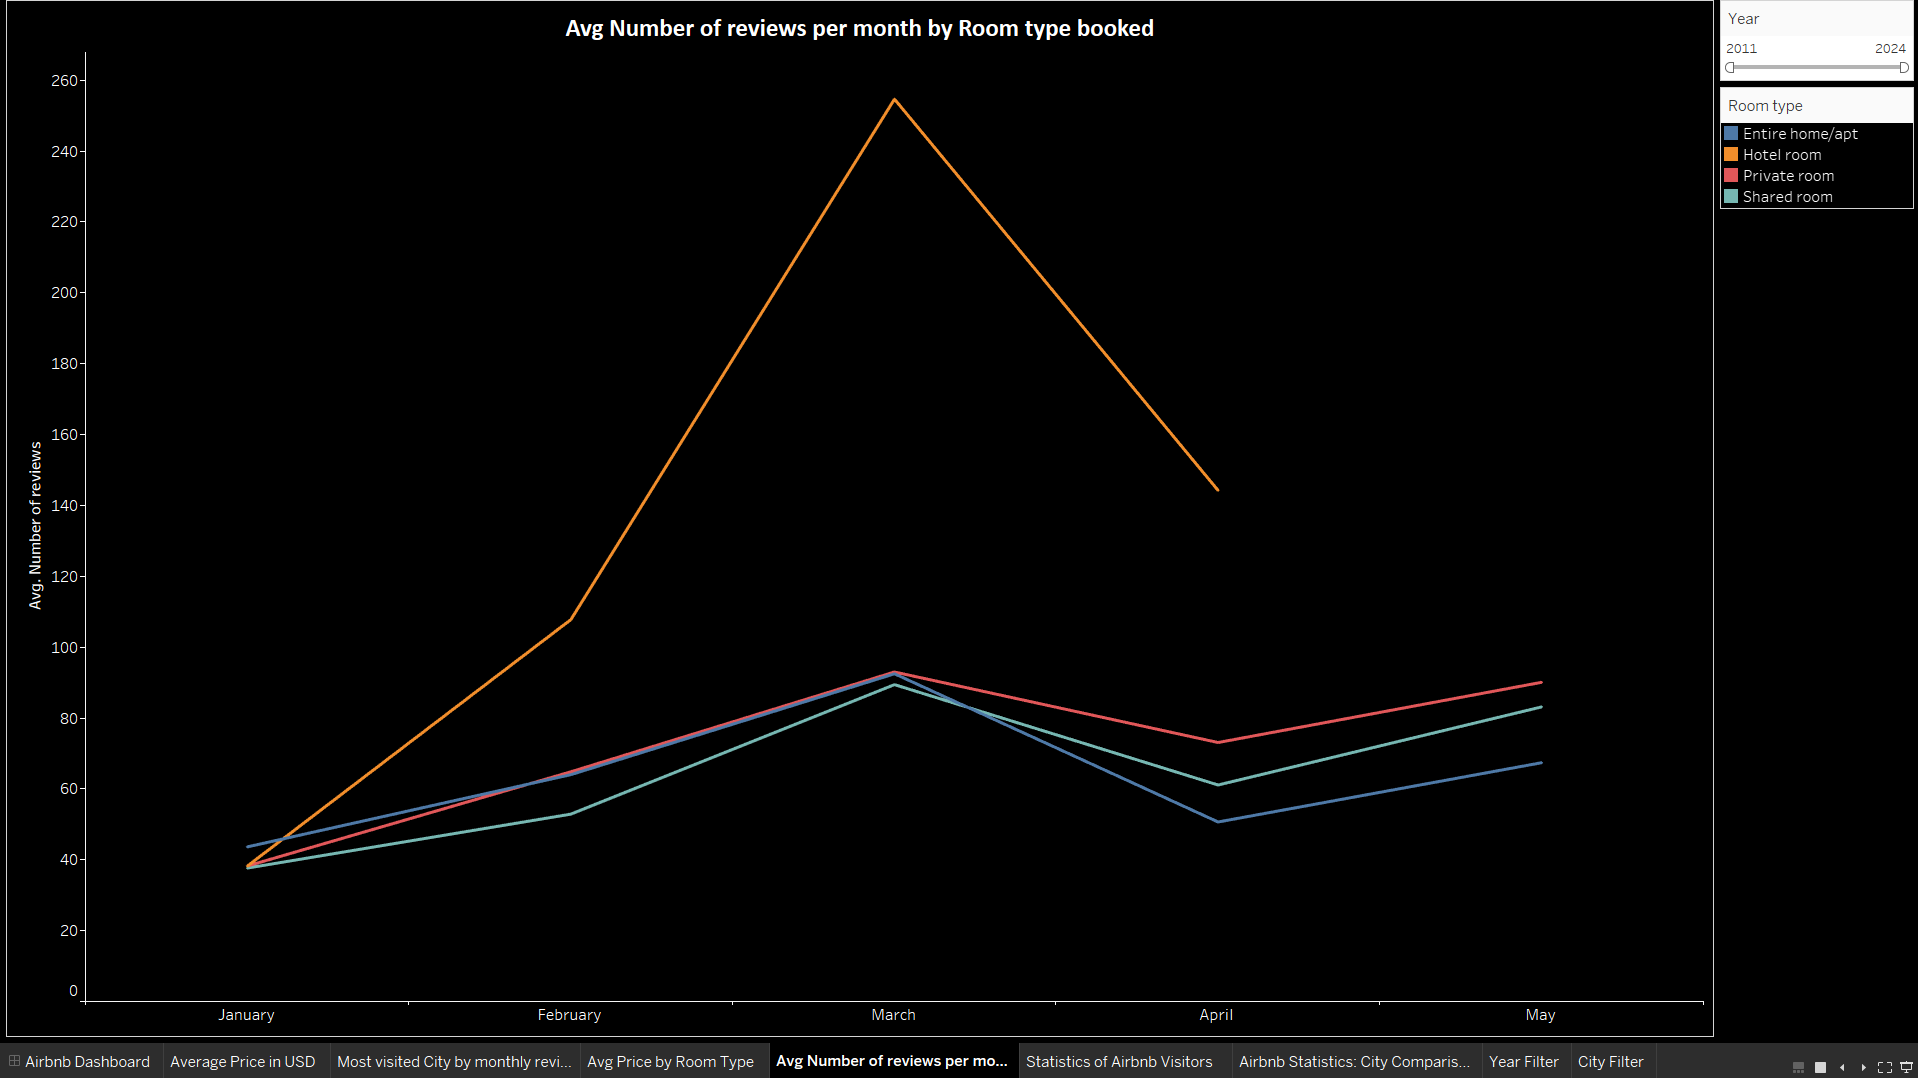 Avg Number of reviews per month by Room type booked
Year
2011 2024
Room type
Entire home/apt
Hotel room
Private room
Shared room
Avg. Number of reviews
260
240
220
200
180
160
140
120
100
80
60
40
20
0
January February March April May
Airbnb Dashboard Average Price in USD Most visited City by monthly revi... Avg Price by Room Type Avg Number of reviews per mo... Statistics of Airbnb Visitors Airbnb Statistics: City Comparis... Year Filter City Filter